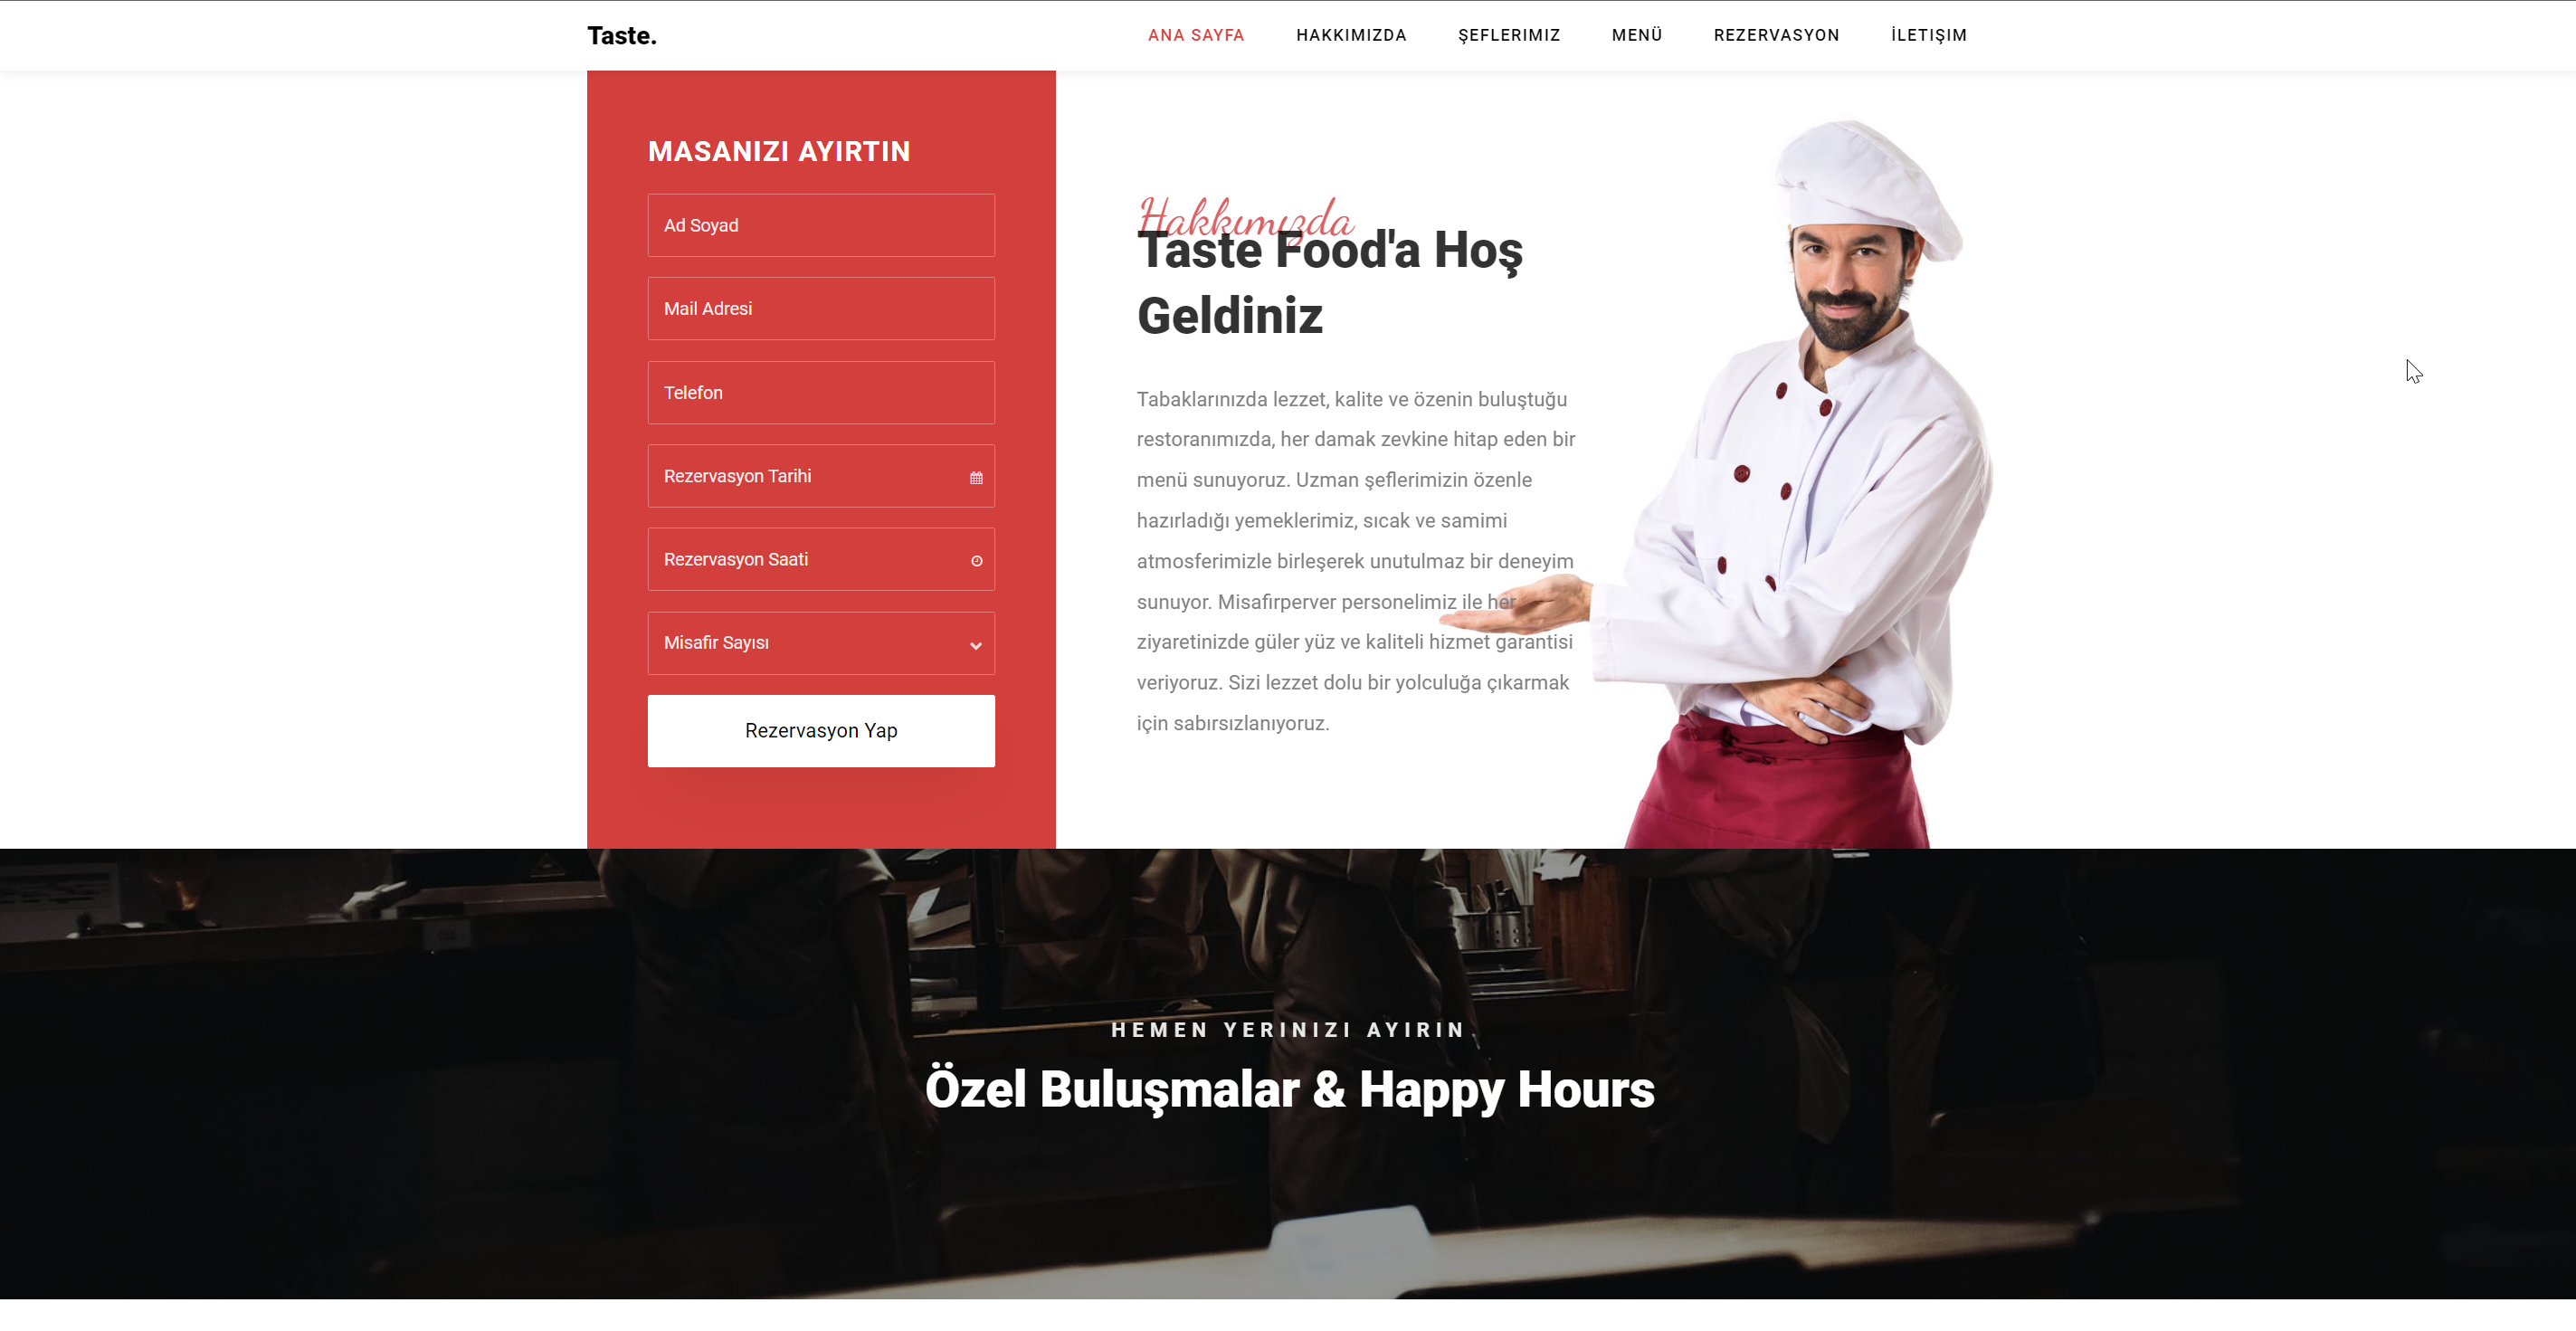 Taste.
ANA SAYFA
HAKKIMIZDA
ŞEFLERIMIZ
MENÜ
REZERVASYON
İLETIŞIM
MASANIZI AYIRTIN
Ad Soyad
Mail Adresi
Telefon
Rezervasyon Tarihi
Rezervasyon Saati
Misafir Sayısı
Rezervasyon Yap
Hakkımızda
Taste Food'a Hoş
Geldiniz
Tabaklarınızda lezzet, kalite ve özenin buluştuğu
restoranımızda, her damak zevkine hitap eden bir
menü sunuyoruz. Uzman şeflerimizin özenle
hazırladığı yemeklerimiz, sıcak ve samimi
atmosferimizle birleşerek unutulmaz bir deneyim
sunuyor. Misafirperver personelimiz ile her
ziyaretinizde güler yüz ve kaliteli hizmet garantisi
veriyoruz. Sizi lezzet dolu bir yolculuğa çıkarmak
için sabırsızlanıyoruz.
HEMEN YERINIZI AYIRIN
Özel Buluşmalar & Happy Hours